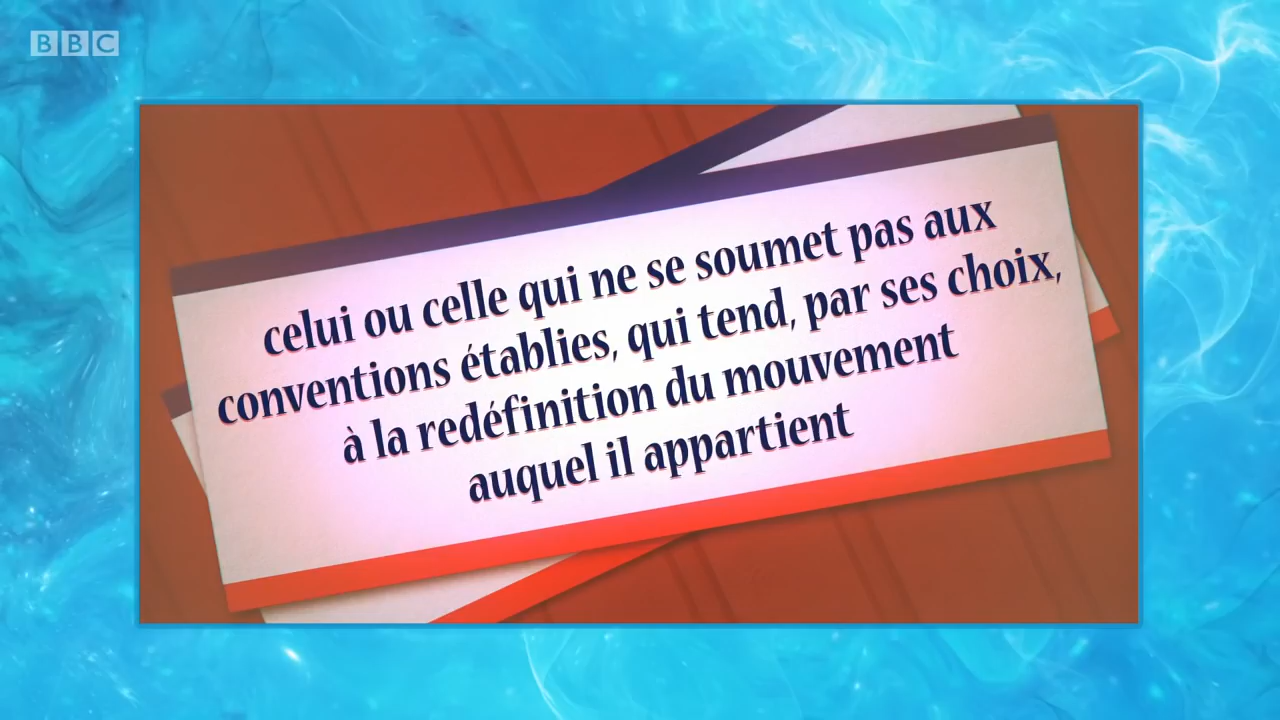 BBC
celui ou celle qui ne se soumet pas aux
conventions établies, qui tend, par ses choix,
à la redéfinition du mouvement
auquel il appartient